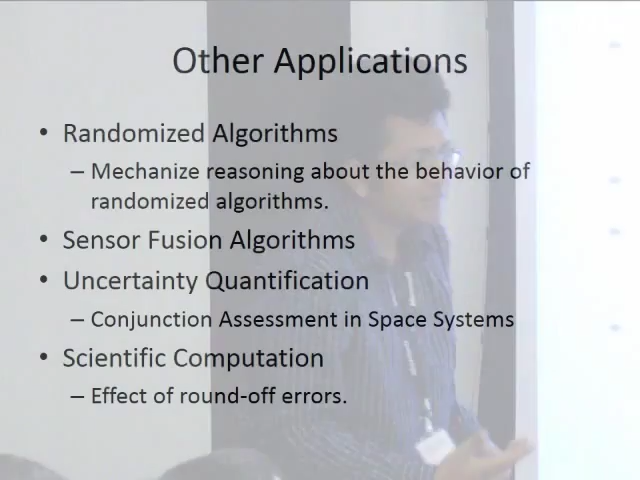 Other Applications
• Randomized Algorithms
– Mechanize reasoning about the behavior of
randomized algorithms.
• Sensor Fusion Algorithms
• Uncertainty Quantification
– Conjunction Assessment in Space Systems
• Scientific Computation
– Effect of round-off errors.